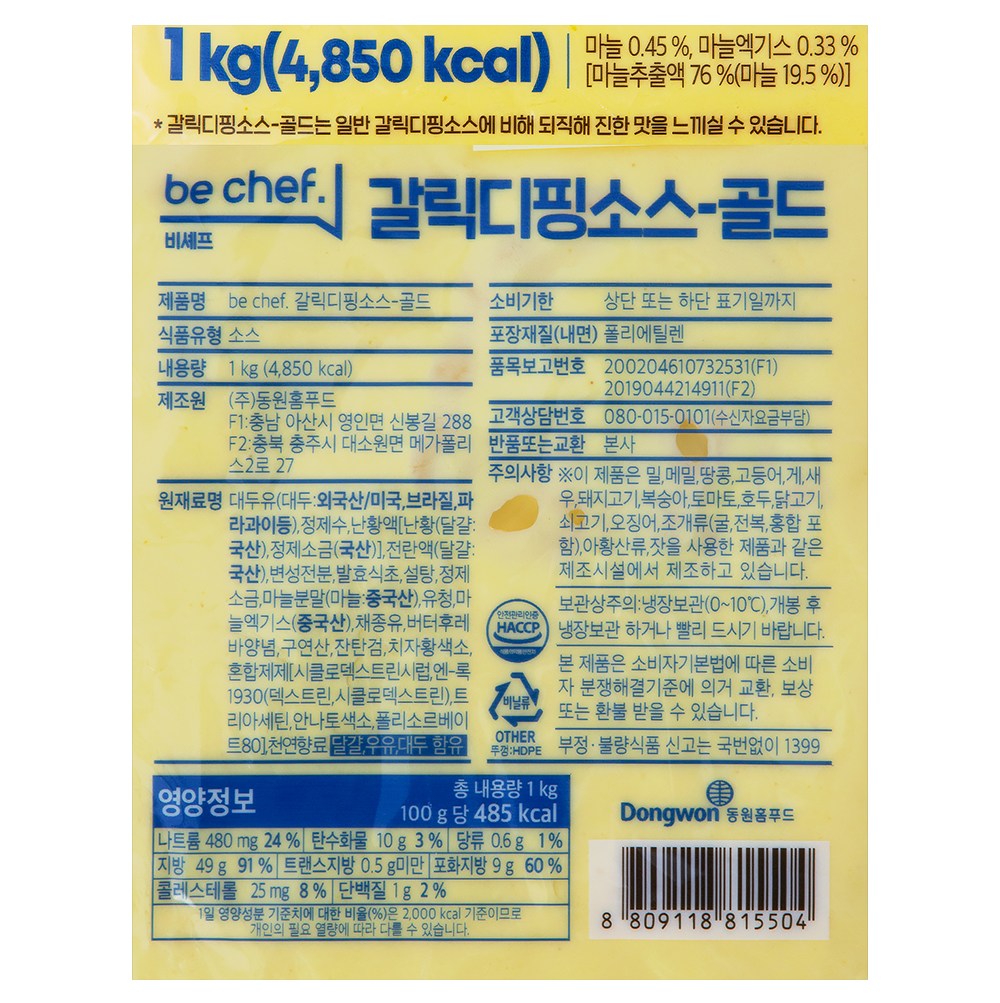 1 kg(4,850 kcal)
마늘 0.45 %, 마늘엑기스 0.33 %
[마늘추출액 76 %(마늘 19.5 %)]
* 갈릭디핑소스-골드는 일반 갈릭디핑소스에 비해 되직해 진한 맛을 느끼실 수 있습니다.
be chef.
비셰프
갈릭디핑소스-골드
제품명 be chef. 갈릭디핑소스-골드
식품유형 소스
내용량 1 kg (4,850 kcal)
제조원 (주)동원홈푸드
F1:충남 아산시 영인면 신봉길 288
F2:충북 충주시 대소원면 메가폴리
스2로 27
원재료명 대두유(대두:외국산/미국,브라질,파
라과이등),정제수,난황액[난황(달걀:
국산),정제소금(국산)],전란액(달걀:
국산),변성전분,발효식초,설탕,정제
소금,마늘분말(마늘:중국산),유청,마
늘엑기스(중국산),채종유,버터후레
바양념,구연산,잔탄검,치자황색소,
혼합제제[시클로덱스트린시럽,엔-록
1930(덱스트린,시클로덱스트린),트
리아세틴,안나토색소,폴리소르베이
트80],천연향료 달걀,우유,대두 함유
소비기한 상단 또는 하단 표기일까지
포장재질(내면) 폴리에틸렌
품목보고번호 200204610732531(F1)
2019044214911(F2)
고객상담번호 080-015-0101(수신자요금부담)
반품또는교환 본사
주의사항 ※이 제품은 밀,메밀,땅콩,고등어,게,새
우,돼지고기,복숭아,토마토,호두,닭고기,
쇠고기,오징어,조개류(굴,전복,홍합 포
함),아황산류,잣을 사용한 제품과 같은
제조시설에서 제조하고 있습니다.
안전관리인증
HACCP
식품의약품안전처
보관상주의:냉장보관(0~10℃),개봉 후
냉장보관 하거나 빨리 드시기 바랍니다.
비닐류
OTHER
뚜껑:HDPE
본 제품은 소비자기본법에 따른 소비
자 분쟁해결기준에 의거 교환, 보상
또는 환불 받을 수 있습니다.
부정·불량식품 신고는 국번없이 1399
영양정보
총 내용량 1 kg
100 g 당 485 kcal
나트륨 480 mg 24 % 탄수화물 10 g 3 % 당류 0.6 g 1%
지방 49 g 91 % 트랜스지방 0.5 g미만 포화지방 9 g 60 %
콜레스테롤 25 mg 8 % 단백질 1 g 2 %
1일 영양성분 기준치에 대한 비율(%)은 2,000 kcal 기준이므로
개인의 필요 열량에 따라 다를 수 있습니다.
Dongwon 동원홈푸드
8 809118 815504